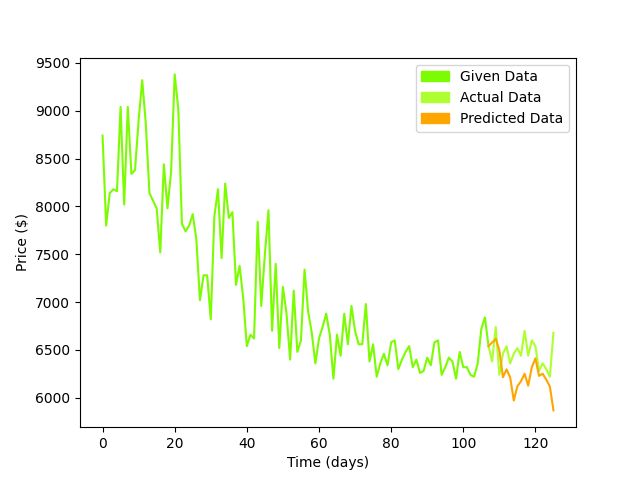 9500
9000
8500
8000
7500
7000
6500
6000
Price ($)
0 20 40 60 80 100 120
Time (days)
Given Data
Actual Data
Predicted Data